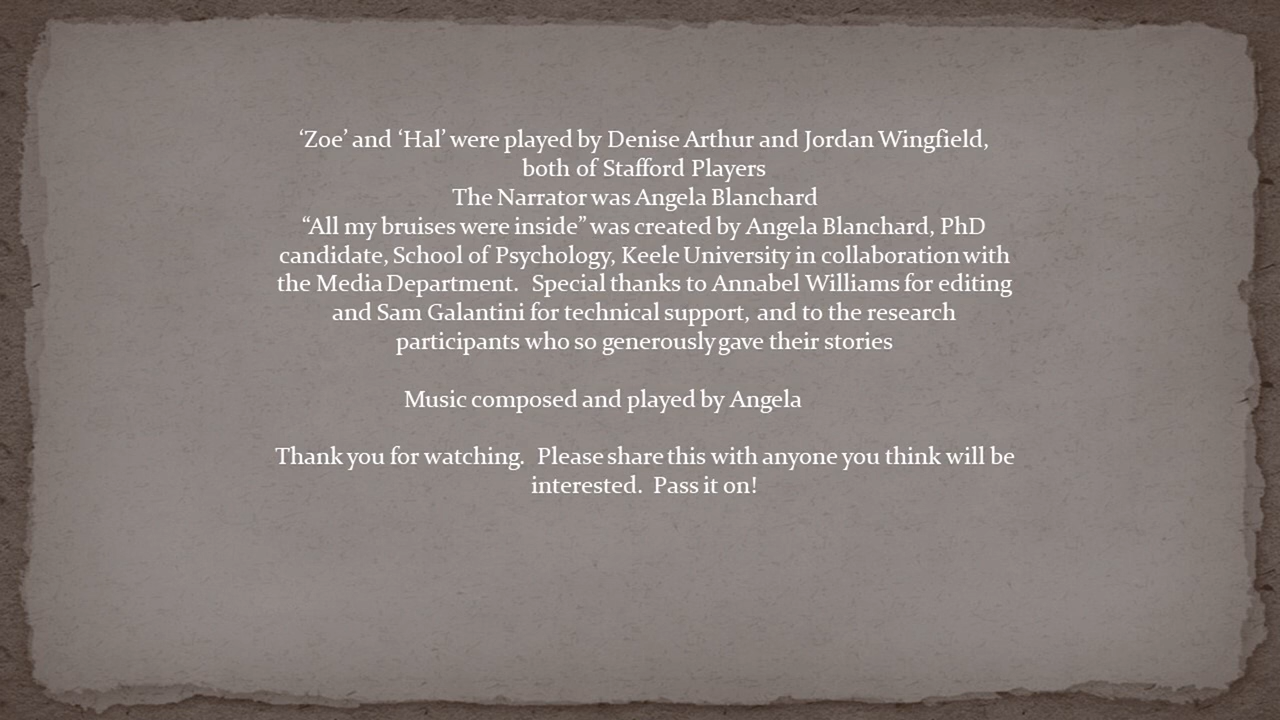 ‘Zoe’ and ‘Hal’ were played by Denise Arthur and Jordan Wingfield,
both of Stafford Players
The Narrator was Angela Blanchard
“All my bruises were inside” was created by Angela Blanchard, PhD
candidate, School of Psychology, Keele University in collaboration with
the Media Department. Special thanks to Annabel Williams for editing
and Sam Galantini for technical support, and to the research
participants who so generously gave their stories
Music composed and played by Angela
Thank you for watching. Please share this with anyone you think will be
interested. Pass it on!